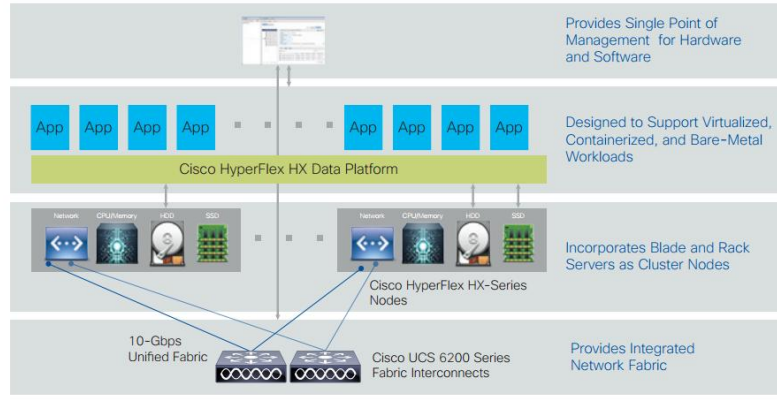 Provides Single Point of
Management for Hardware
and Software
App App App App App App App App
Cisco HyperFlex HX Data Platform
Designed to Support Virtualized,
Containerized, and Bare-Metal
Workloads
Network CPU/Memory HDD SSD
Network CPU/Memory HDD SSD
Cisco HyperFlex HX-Series
Nodes
Incorporates Blade and Rack
Servers as Cluster Nodes
10-Gbps
Unified Fabric
Cisco UCS 6200 Series
Fabric Interconnects
Provides Integrated
Network Fabric